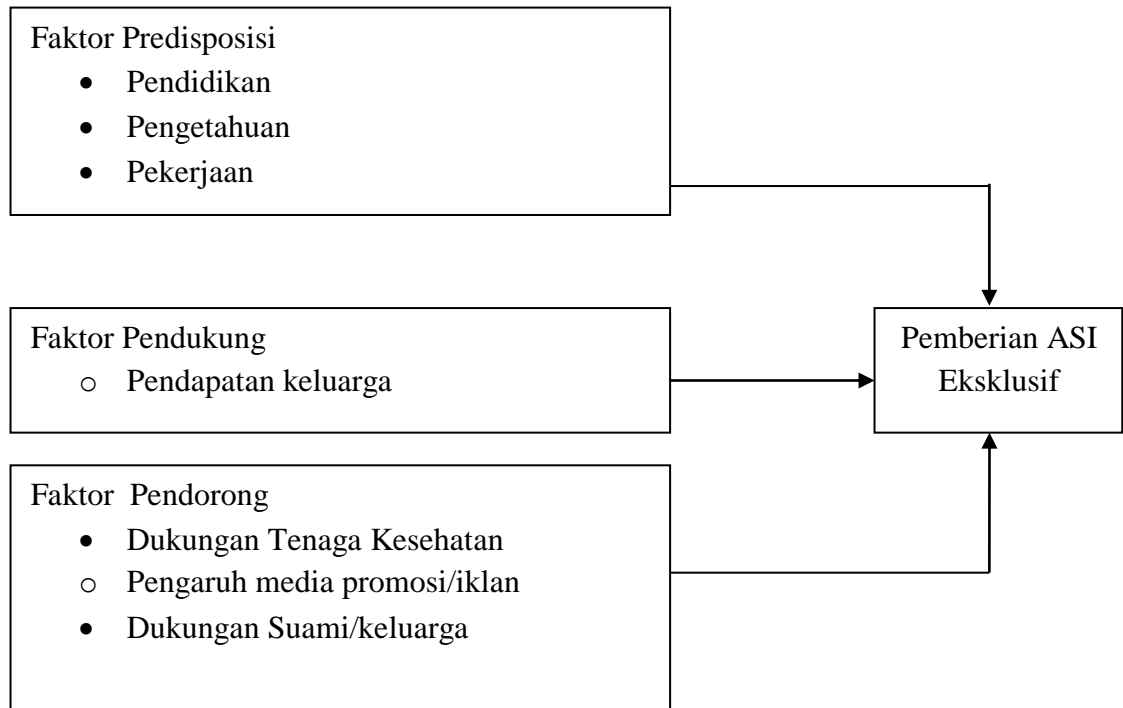 Faktor Predisposisi
• Pendidikan
• Pengetahuan
• Pekerjaan
Faktor Pendukung
o Pendapatan keluarga
Pemberian ASI
Eksklusif
Faktor Pendorong
• Dukungan Tenaga Kesehatan
o Pengaruh media promosi/iklan
• Dukungan Suami/keluarga